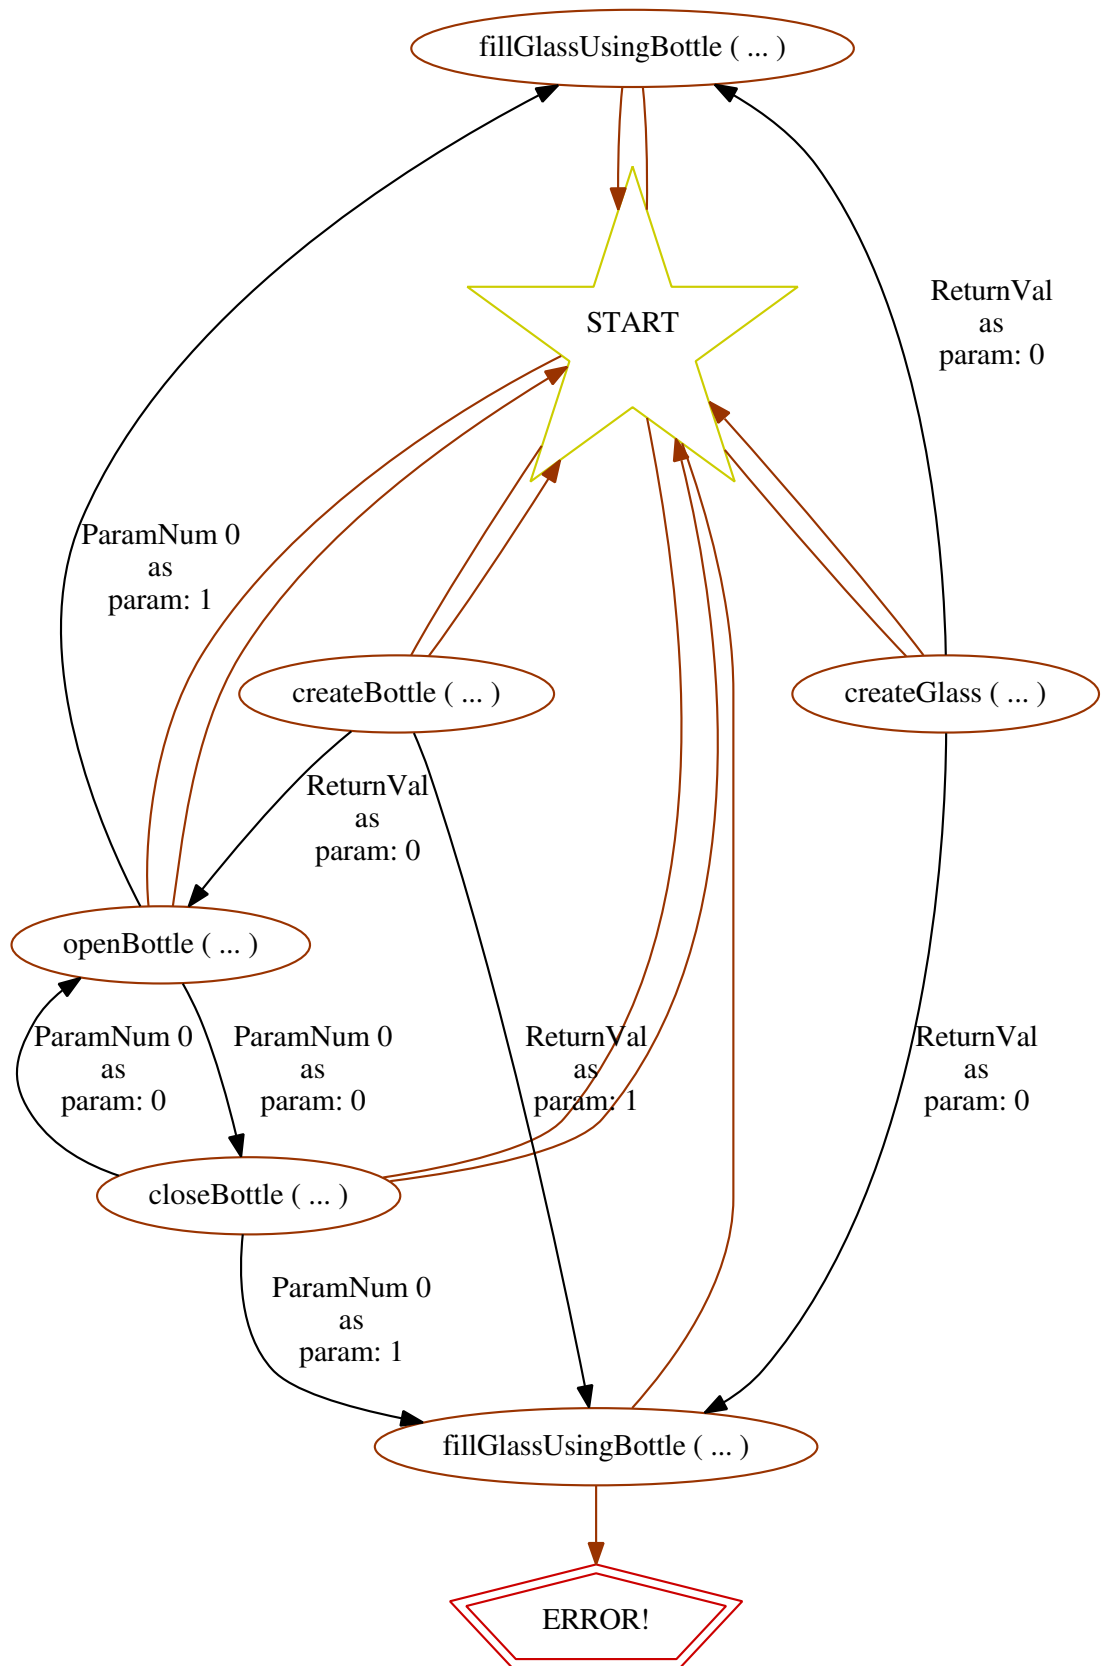 fillGlassUsingBottle ( ... )
START
ReturnVal
as
param: 0
ParamNum 0
as
param: 1
createBottle ( ... )
createGlass ( ... )
ReturnVal
as
param: 0
openBottle ( ... )
ParamNum 0
as
param: 0
ParamNum 0
as
param: 0
ReturnVal
as
param: 1
ReturnVal
as
param: 0
closeBottle ( ... )
ParamNum 0
as
param: 1
fillGlassUsingBottle ( ... )
ERROR!